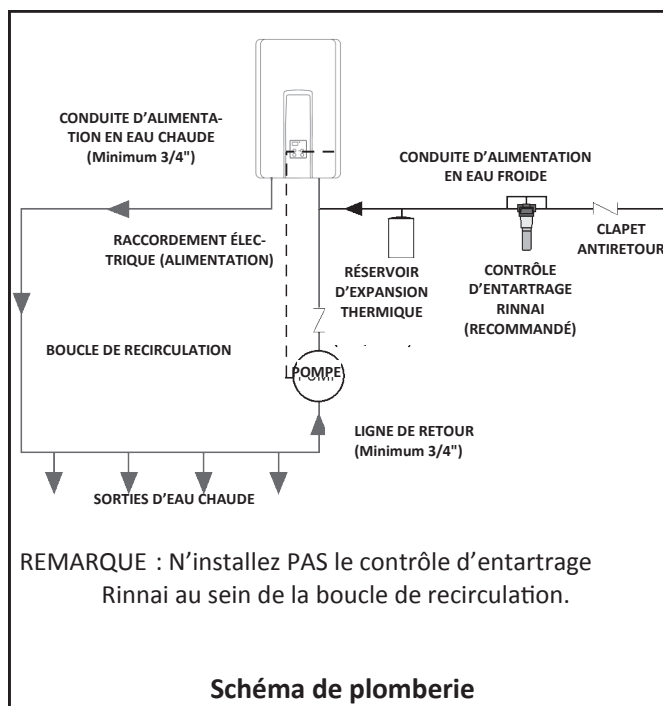 CONDUITE D'ALIMENTA-
TION EN EAU CHAUDE
(Minimum 3/4")
CONDUITE D'ALIMENTATION
EN EAU FROIDE
RACCORDEMENT ÉLEC-
TRIQUE (ALIMENTATION)
CLAPET
ANTIRETOUR
RÉSERVOIR
D'EXPANSION
THERMIQUE
CONTRÔLE
D'ENTARTRAGE
RINNAI
(RECOMMANDÉ)
BOUCLE DE RECIRCULATION
POMPE
LIGNE DE RETOUR
(Minimum 3/4")
SORTIES D'EAU CHAUDE
REMARQUE : N'installez PAS le contrôle d'entartrage
Rinnai au sein de la boucle de recirculation.
Schéma de plomberie